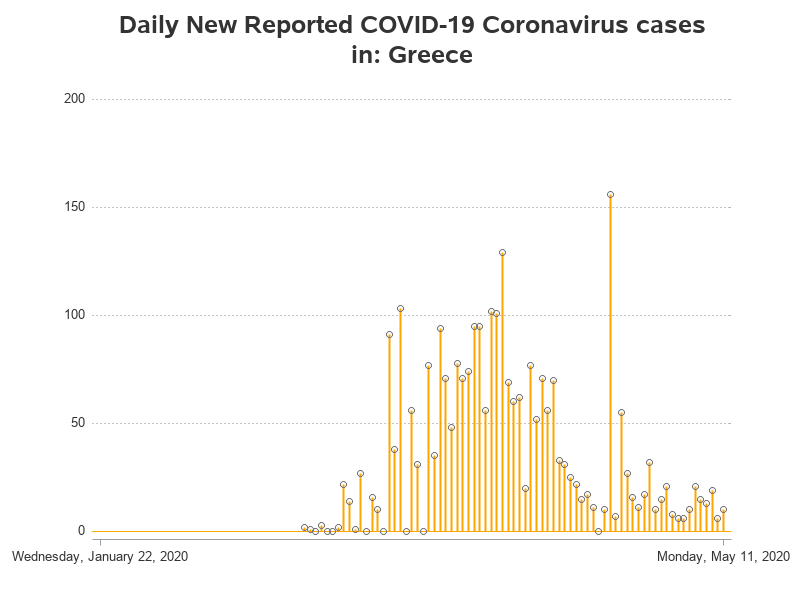 Daily New Reported COVID-19 Coronavirus cases
in: Greece
200
150
100
50
0
Wednesday, January 22, 2020
Monday, May 11, 2020